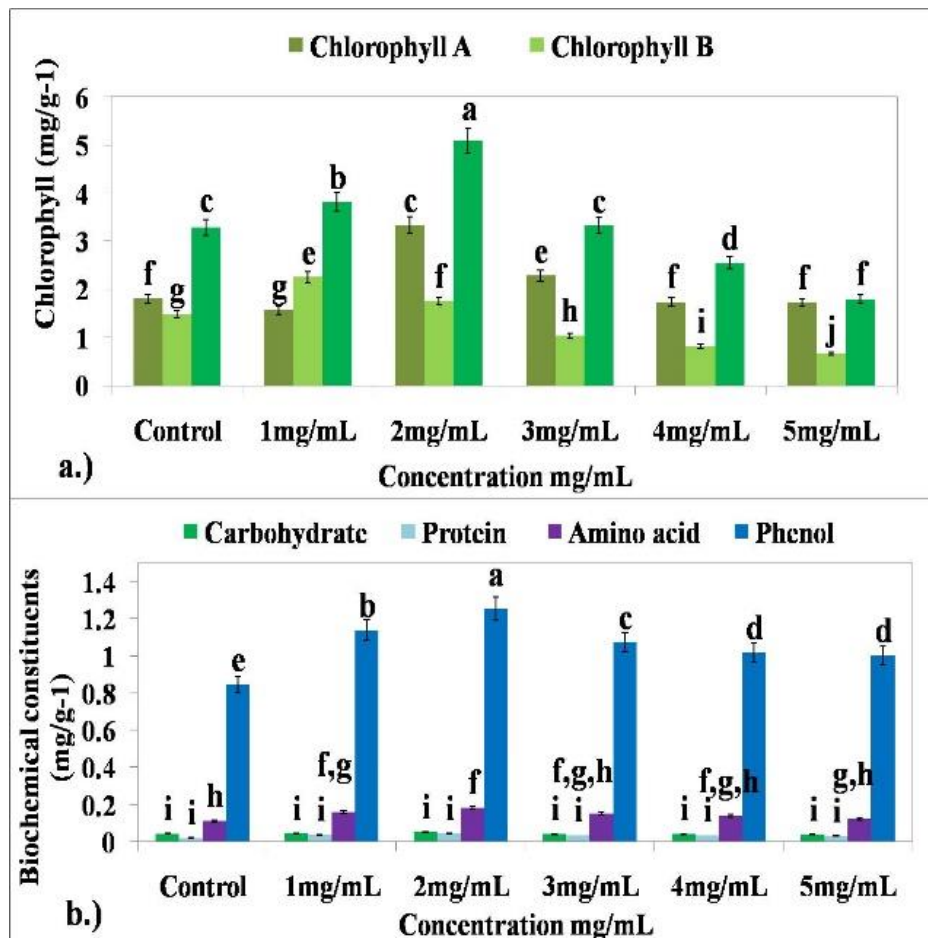 Chlorophyll A Chlorophyll B
Chlorophyll (mg/g-1)
6
5
4
3
2
1
0
f g c
g e b
c f a
e h c
f i d
f j f
Control 1mg/mL 2mg/mL 3mg/mL 4mg/mL 5mg/mL
a.)
Concentration mg/mL
Carbohydrate Protein Amino acid Phenol
Biochemical constituents
(mg/g-1)
1.4
1.2
1
0.8
0.6
0.4
0.2
0
i i h e
i i f,g b
i i f a
i i f,g,h c
i i f,g,h d
i i g,h d
Control 1mg/mL 2mg/mL 3mg/mL 4mg/mL 5mg/mL
b.)
Concentration mg/mL